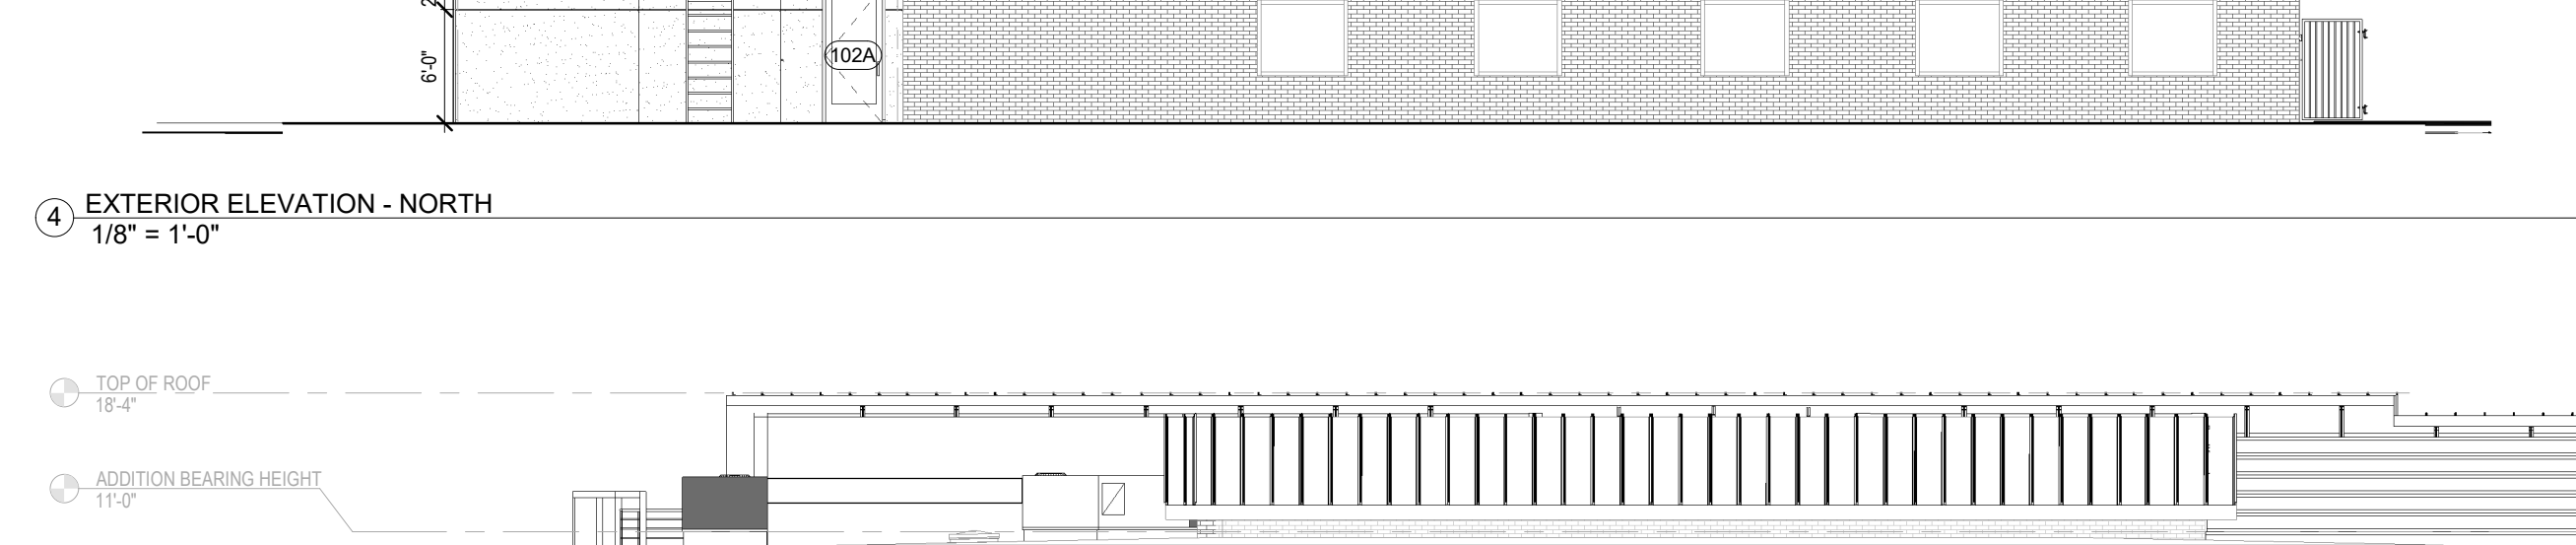 2
6'-0"
102A
4
EXTERIOR ELEVATION - NORTH
1/8" = 1'-0"
TOP OF ROOF
18'-4"
ADDITION BEARING HEIGHT
11'-0"